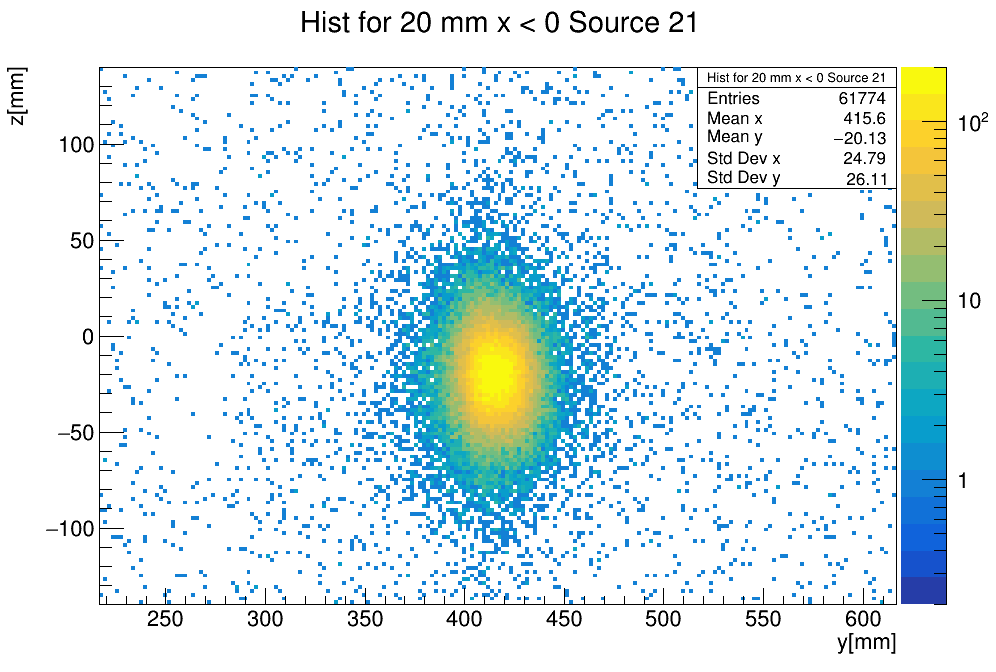 Hist for 20 mm x < 0 Source 21
z[mm]
Hist for 20 mm x < 0 Source 21
Entries 61774
Mean x 415.6
Mean y −20.13
Std Dev x 24.79
Std Dev y 26.11
100
50
0
−50
−100
250 300 350 400 450 500 550 600
y[mm]
10²
10
1